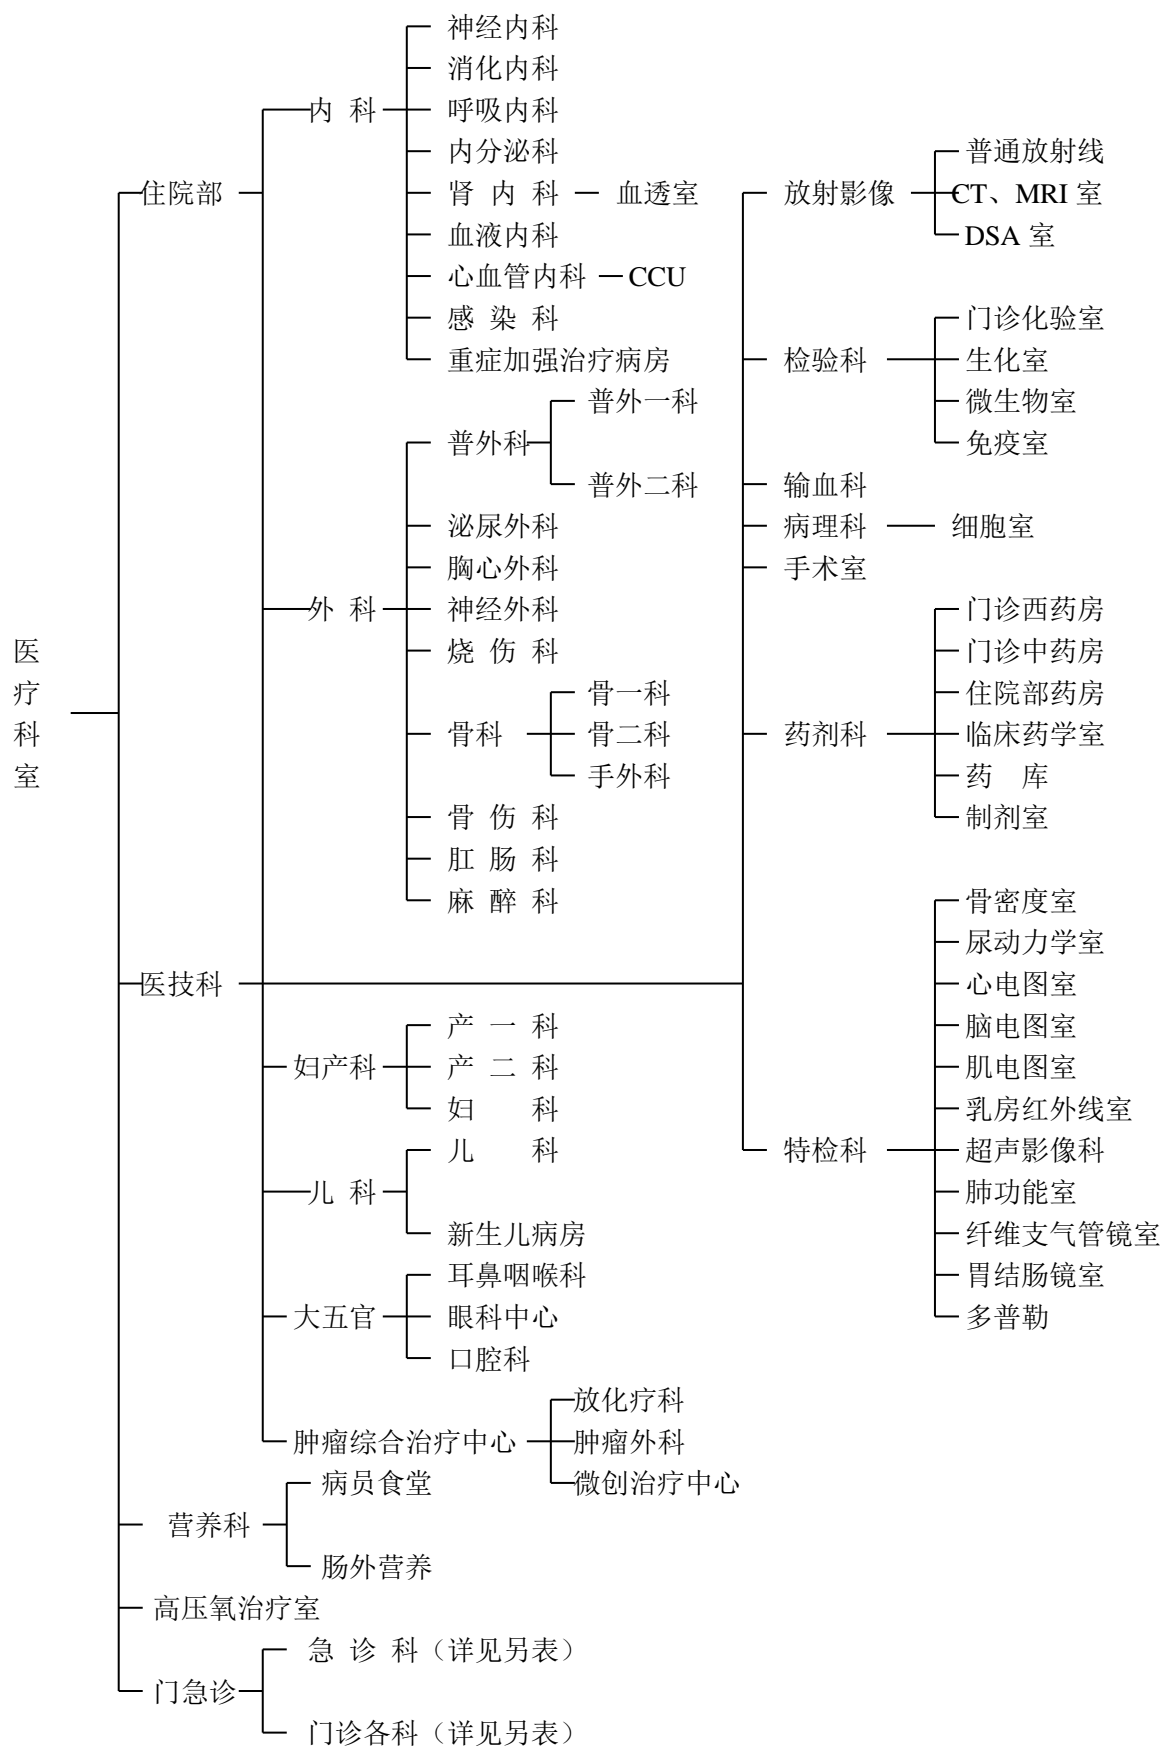 医疗科室
住院部
内 科
神经内科
消化内科
呼吸内科
内分泌科
肾 内 科
血透室
血液内科
心血管内科
CCU
感 染 科
重症加强治疗病房
外 科
普外科
普外一科
普外二科
泌尿外科
胸心外科
神经外科
烧 伤 科
骨科
骨一科
骨二科
手外科
骨 伤 科
肛 肠 科
麻 醉 科
妇产科
产 一 科
产 二 科
妇 科
儿 科
儿 科
新生儿病房
大五官
耳鼻咽喉科
眼科中心
口腔科
肿瘤综合治疗中心
放化疗科
肿瘤外科
微创治疗中心
医技科
放射影像
普通放射线
CT、MRI 室
DSA 室
检验科
门诊化验室
生化室
微生物室
免疫室
输血科
病理科
细胞室
手术室
药剂科
门诊西药房
门诊中药房
住院部药房
临床药学室
药 库
制剂室
特检科
骨密度室
尿动力学室
心电图室
脑电图室
肌电图室
乳房红外线室
超声影像科
肺功能室
纤维支气管镜室
胃结肠镜室
多普勒
营养科
病员食堂
肠外营养
高压氧治疗室
门急诊
急 诊 科（详见另表）
门诊各科（详见另表）